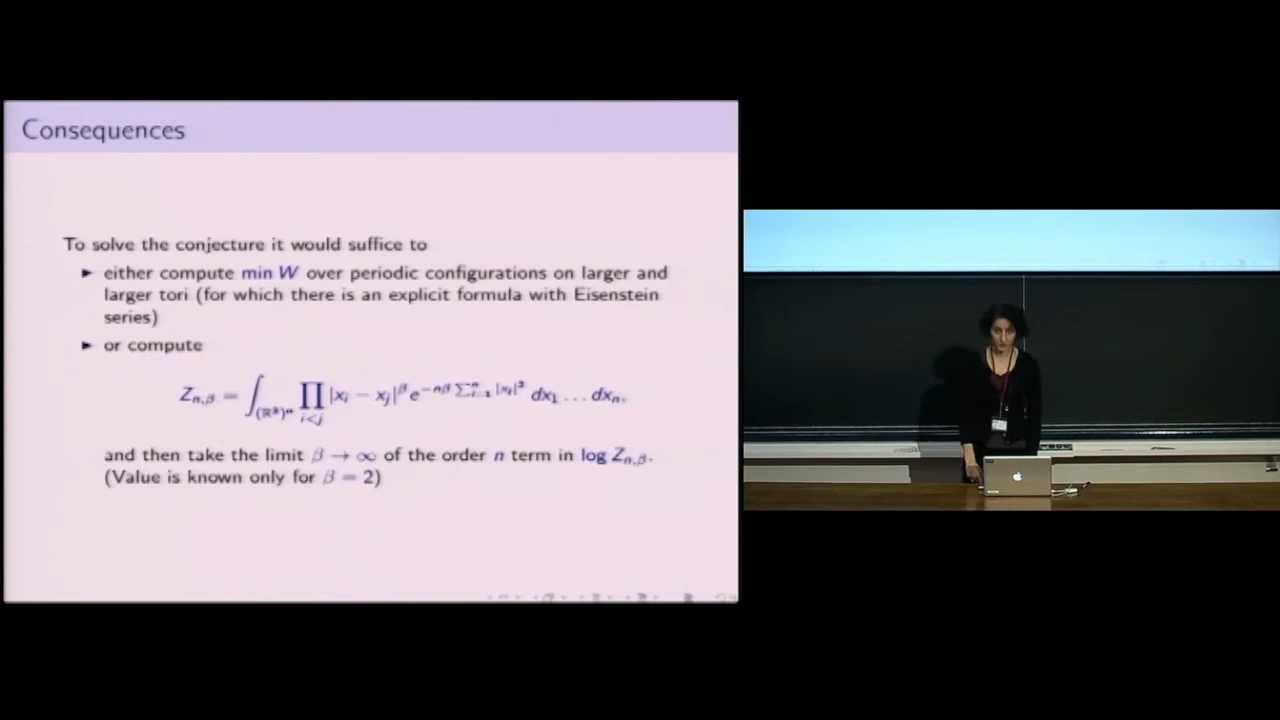 Consequences
To solve the conjecture it would suffice to
► either compute min W over periodic configurations on larger and
larger tori (for which there is an explicit formula with Eisenstein
series)
► or compute
Z_{n,β} = ∫_{(ℝ²)ⁿ} ∏_{i<j} |x_i − x_j|^β e^{−nβ ∑_{i=1}^n |x_i|²} dx₁ … dx_n,
and then take the limit β → ∞ of the order n term in log Z_{n,β}.
(Value is known only for β = 2)